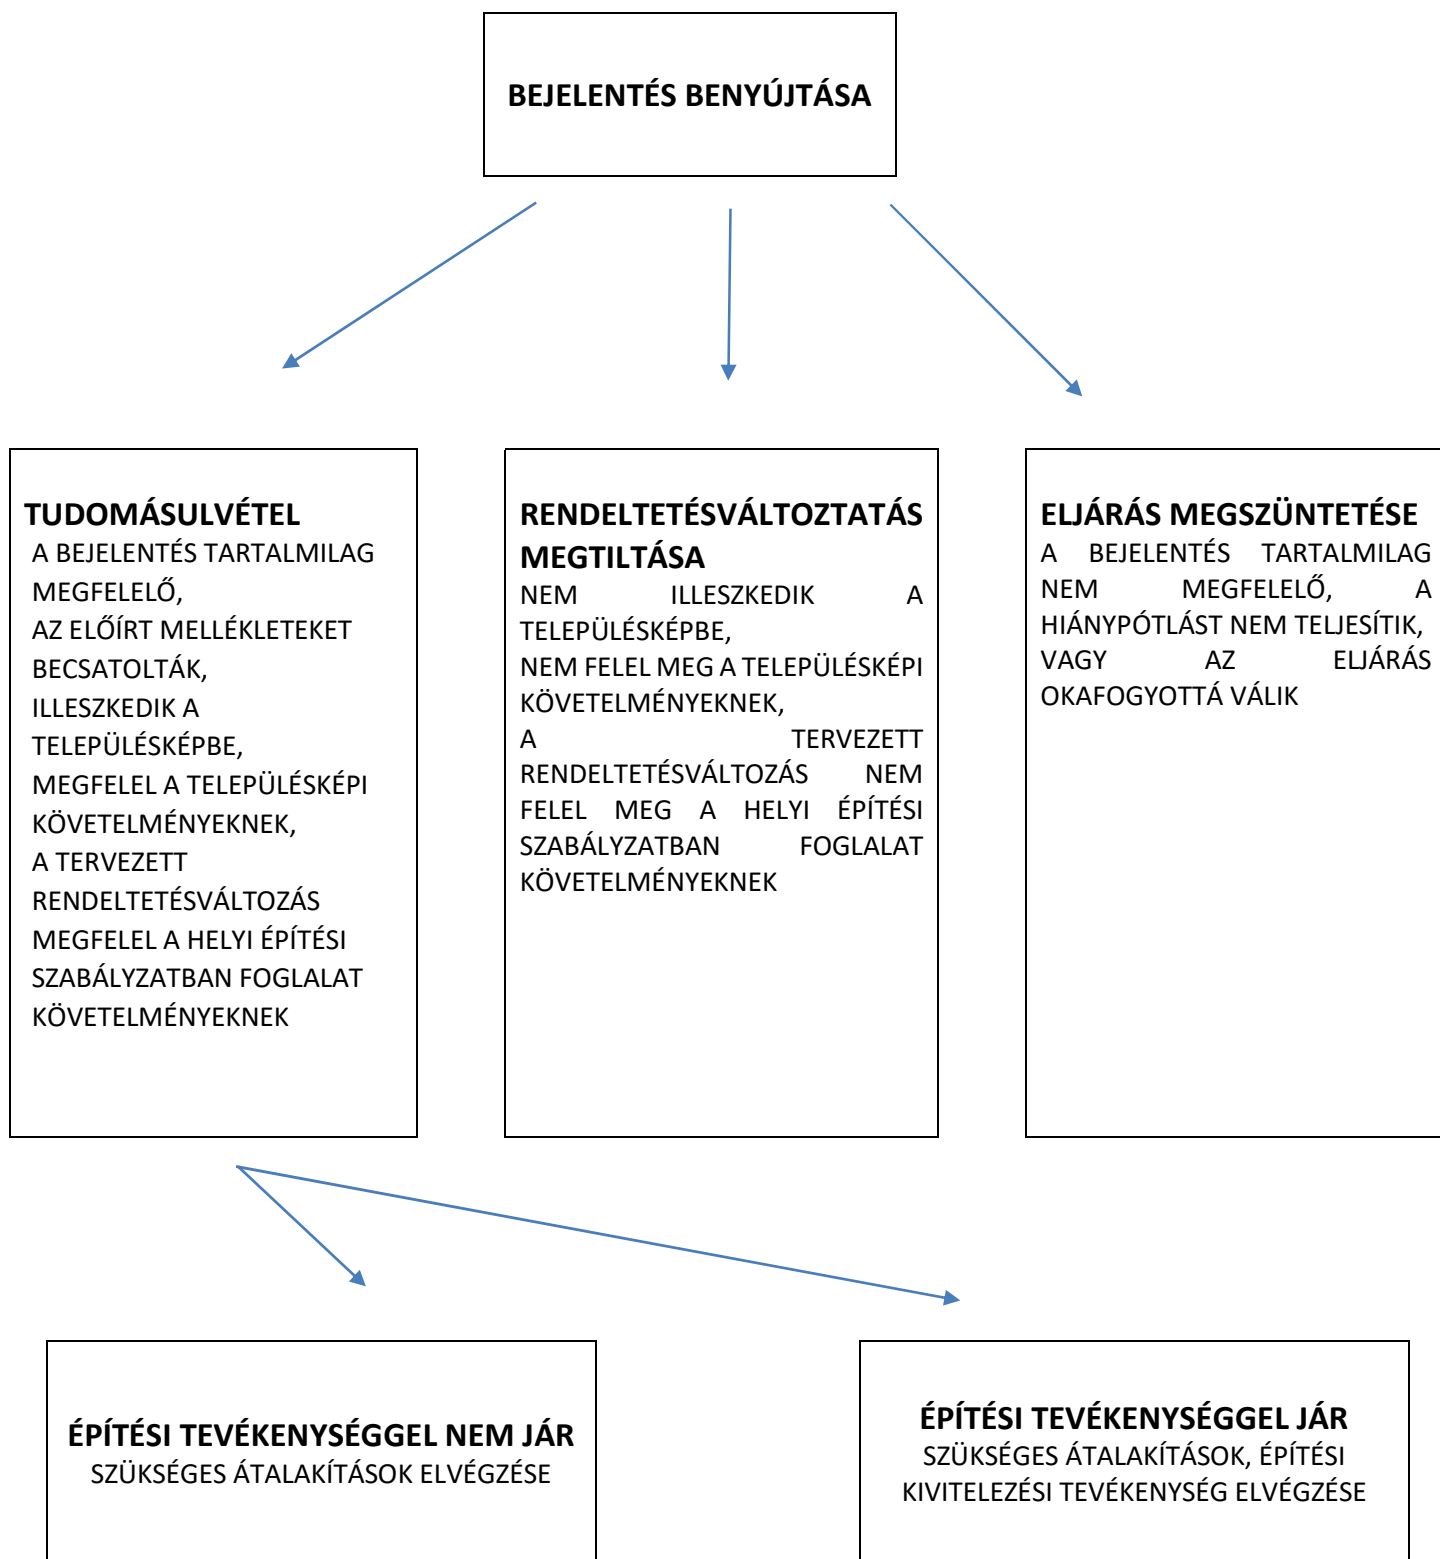 BEJELENTÉS BENYÚJTÁSA
TUDOMÁSULVÉTEL
A BEJELENTÉS TARTALMILAG
MEGFELELŐ,
AZ ELŐÍRT MELLÉKLETEKET
BECSATOLTÁK,
ILLESZKEDIK A
TELEPÜLÉSKÉPBE,
MEGFELEL A TELEPÜLÉSKÉPI
KÖVETELMÉNYEKNEK,
A TERVEZETT
RENDELTETÉSVÁLTOZÁS
MEGFELEL A HELYI ÉPÍTÉSI
SZABÁLYZATBAN FOGLALAT
KÖVETELMÉNYEKNEK
RENDELTETÉSVÁLTOZTATÁS
MEGTILTÁSA
NEM ILLESZKEDIK A
TELEPÜLÉSKÉPBE,
NEM FELEL MEG A TELEPÜLÉSKÉPI
KÖVETELMÉNYEKNEK,
A TERVEZETT
RENDELTETÉSVÁLTOZÁS NEM
FELEL MEG A HELYI ÉPÍTÉSI
SZABÁLYZATBAN FOGLALAT
KÖVETELMÉNYEKNEK
ELJÁRÁS MEGSZÜNTETÉSE
A BEJELENTÉS TARTALMILAG
NEM MEGFELELŐ, A
HIÁNYPÓTLÁST NEM TELJESÍTIK,
VAGY AZ ELJÁRÁS
OKAFOGYOTTÁ VÁLIK
ÉPÍTÉSI TEVÉKENYSÉGGEL NEM JÁR
SZÜKSÉGES ÁTALAKÍTÁSOK ELVÉGZÉSE
ÉPÍTÉSI TEVÉKENYSÉGGEL JÁR
SZÜKSÉGES ÁTALAKÍTÁSOK, ÉPÍTÉSI
KIVITELEZÉSI TEVÉKENYSÉG ELVÉGZÉSE